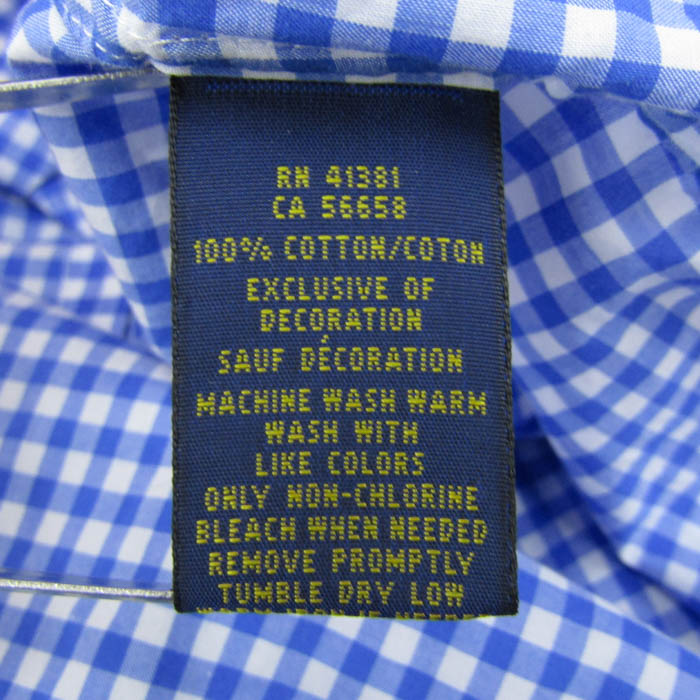 RN 41381
CA 56658
100% COTTON/COTON
EXCLUSIVE OF
DECORATION
SAUF DÉCORATION
MACHINE WASH WARM
WASH WITH
LIKE COLORS
ONLY NON-CHLORINE
BLEACH WHEN NEEDED
REMOVE PROMPTLY
TUMBLE DRY LOW